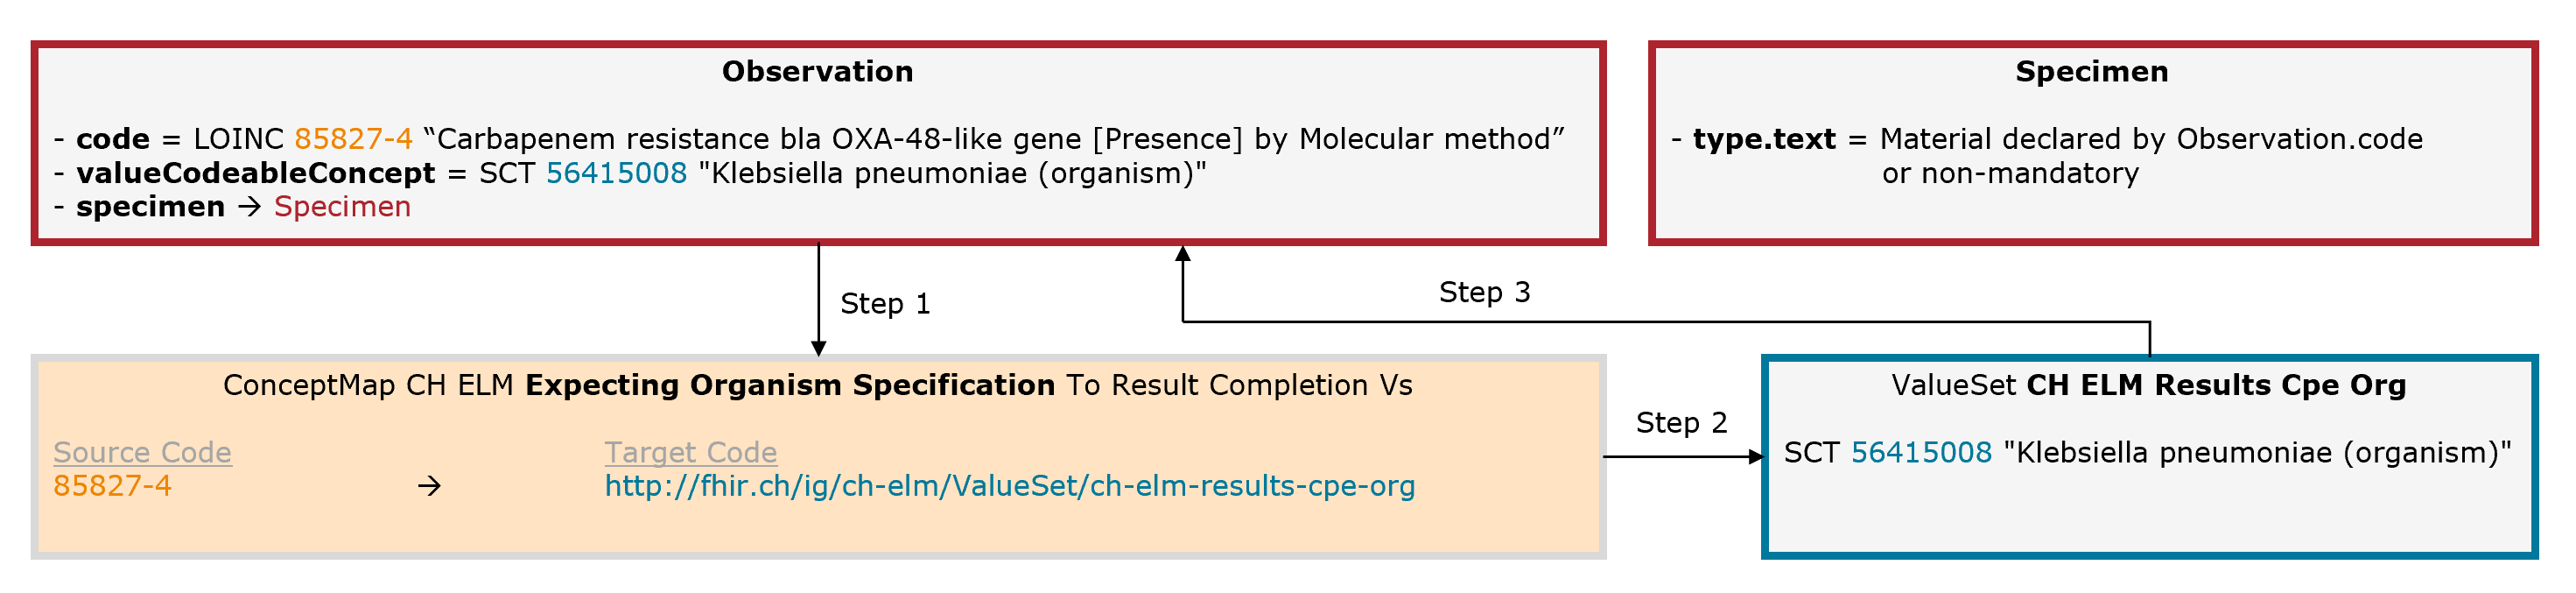 Observation
- code = LOINC 85827-4 “Carbapenem resistance bla OXA-48-like gene [Presence] by Molecular method”
- valueCodeableConcept = SCT 56415008 "Klebsiella pneumoniae (organism)"
- specimen → Specimen
Specimen
- type.text = Material declared by Observation.code
or non-mandatory
Step 1
Step 3
ConceptMap CH ELM Expecting Organism Specification To Result Completion Vs
Source Code Target Code
85827-4 → http://fhir.ch/ig/ch-elm/ValueSet/ch-elm-results-cpe-org
Step 2
ValueSet CH ELM Results Cpe Org
SCT 56415008 "Klebsiella pneumoniae (organism)"